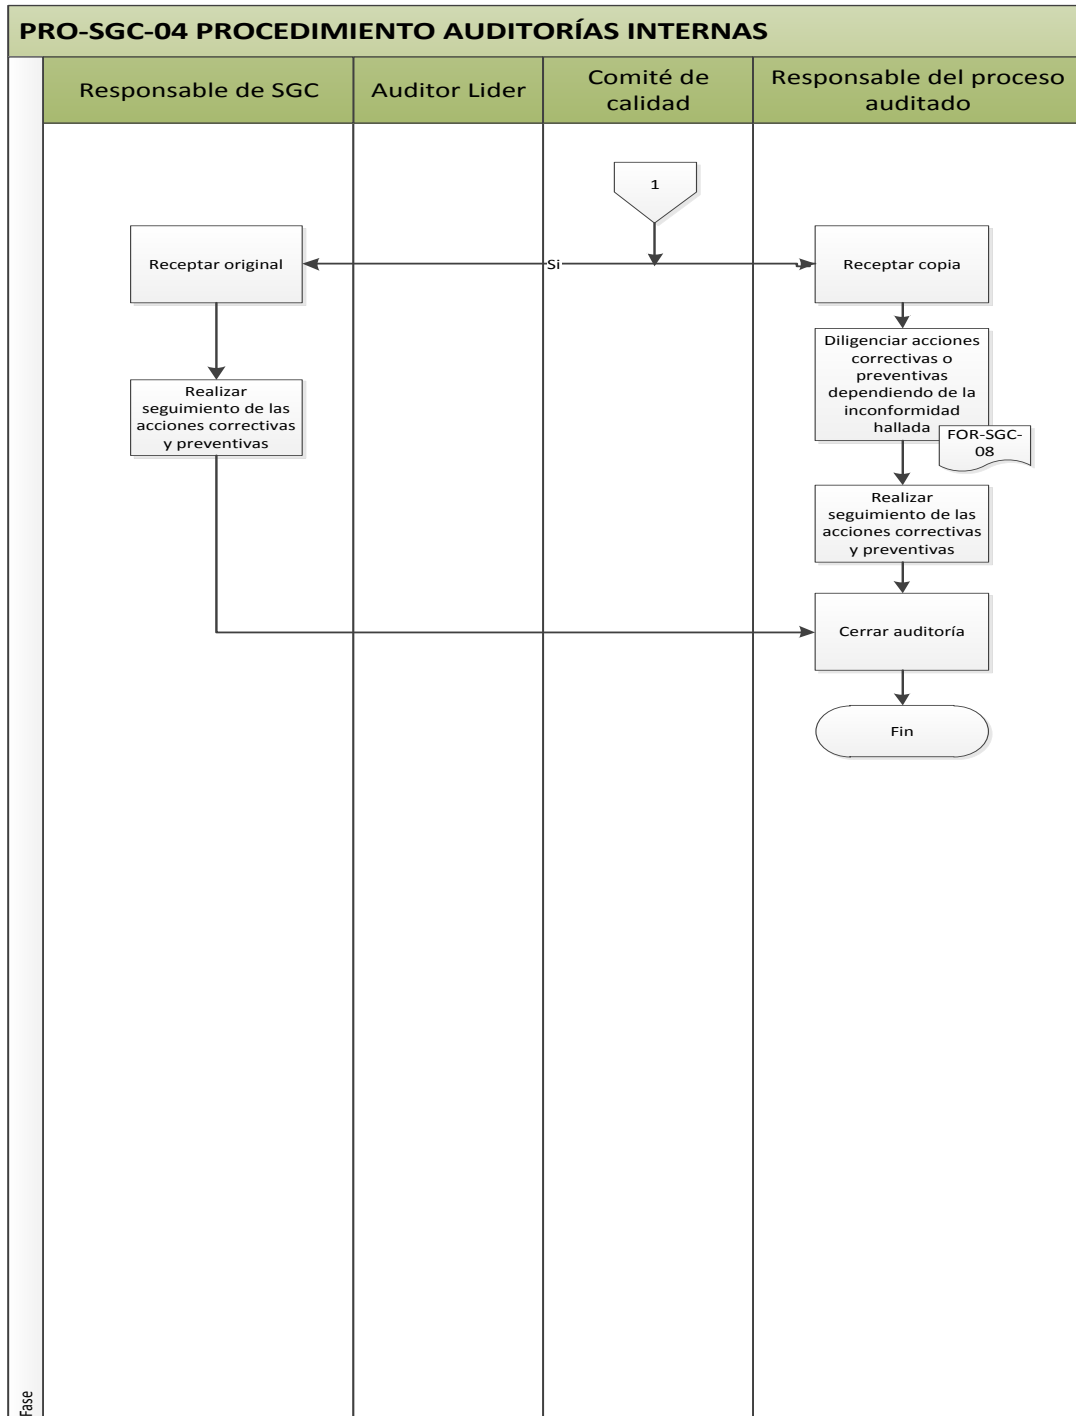 PRO-SGC-04 PROCEDIMIENTO AUDITORÍAS INTERNAS
Responsable de SGC
Auditor Lider
Comité de
calidad
Responsable del proceso
auditado
1
Receptar original
Si
Receptar copia
Diligenciar acciones
correctivas o
preventivas
dependiendo de la
inconformidad
hallada
FOR-SGC-
08
Realizar
seguimiento de las
acciones correctivas
y preventivas
Realizar
seguimiento de las
acciones correctivas
y preventivas
Cerrar auditoría
Fin
Fase